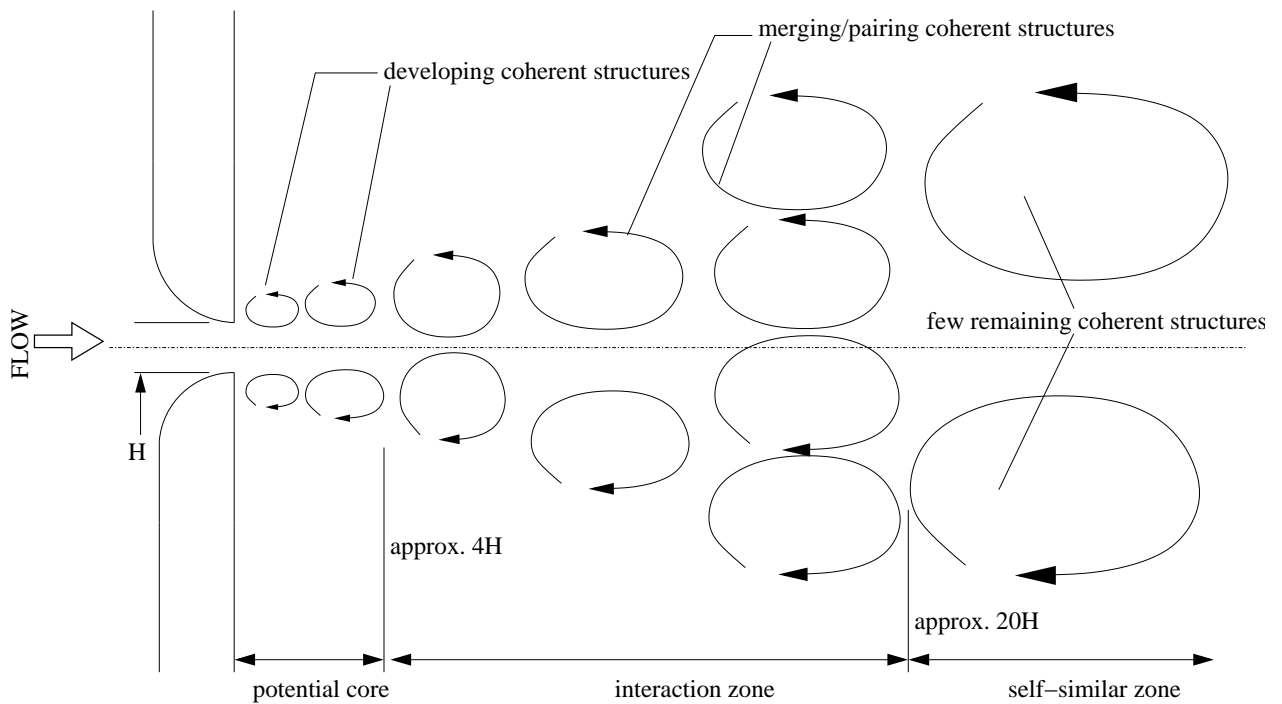 merging/pairing coherent structures
developing coherent structures
FLOW
few remaining coherent structures
H
approx. 4H
approx. 20H
potential core
interaction zone
self−similar zone